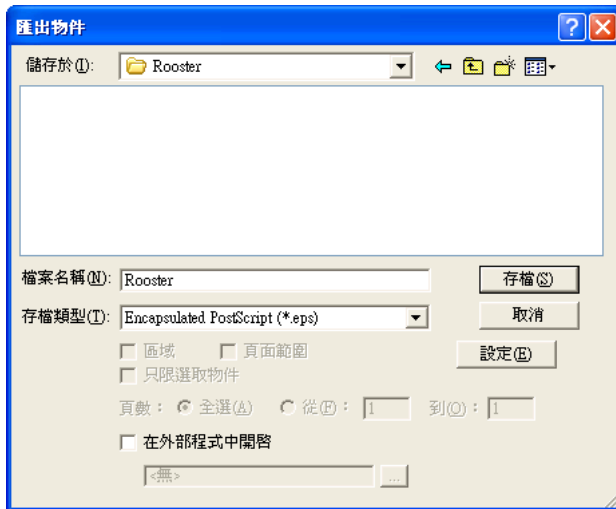 匯出物件
儲存於(I): Rooster
檔案名稱(N): Rooster 存檔(S)
存檔類型(T): Encapsulated PostScript (*.eps) 取消
區域 頁面範圍 設定(E)
只限選取物件
頁數： 全選(A) 從(F)： 1 到(O)： 1
在外部程式中開啓
<無> ...